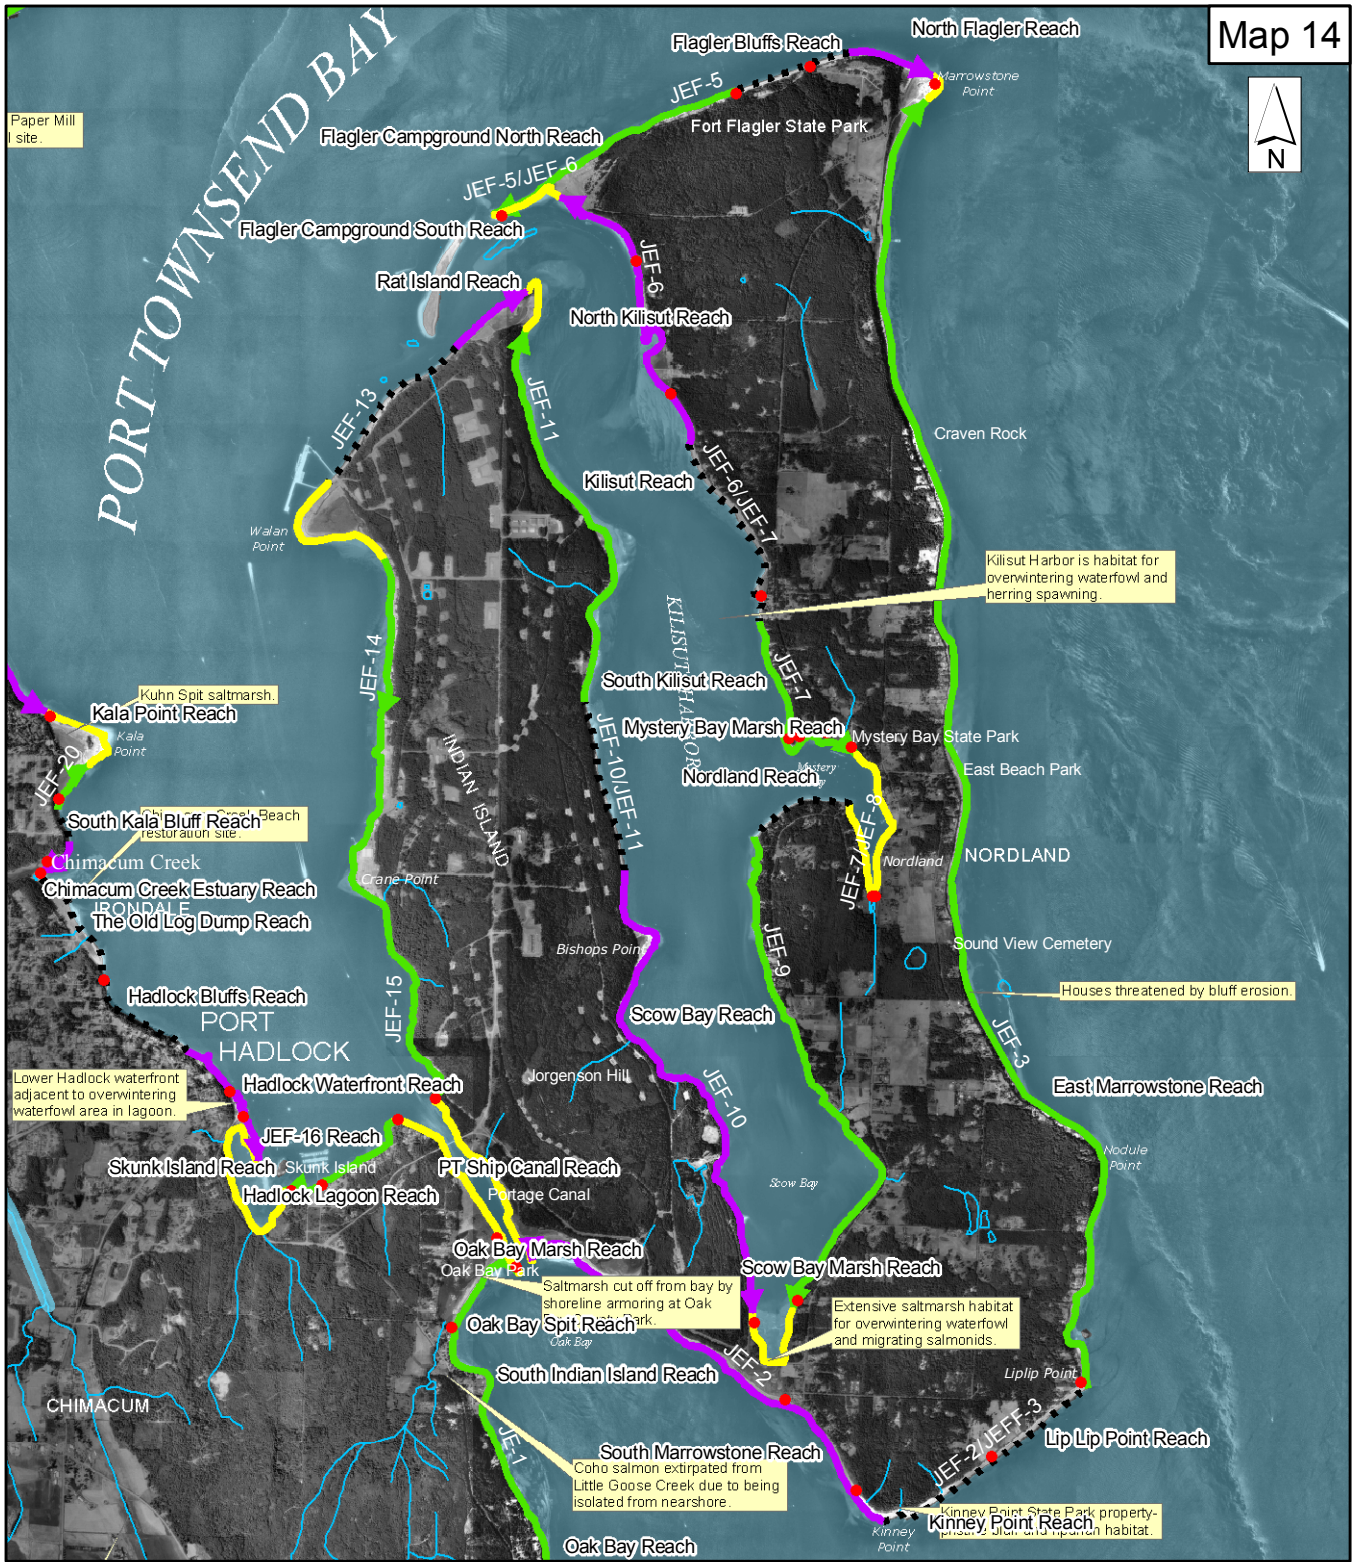 Map 14
N
North Flagler Reach
Flagler Bluffs Reach
Marrowstone
Point
JEF-5
Fort Flagler State Park
Paper Mill
site.
PORT TOWNSEND BAY
Flagler Campground North Reach
JEF-5/JEF-6
Flagler Campground South Reach
JEF-6
Rat Island Reach
North Kilisut Reach
JEF-13
JEF-11
Craven Rock
JEF-6/JEF-7
Kilisut Reach
Walan
Point
Kilisut Harbor is habitat for
overwintering waterfowl and
herring spawning.
KILISUT HARBOR
JEF-14
JEF-7
South Kilisut Reach
Kuhn Spit saltmarsh.
Kala Point Reach
Kala
Point
Mystery Bay Marsh Reach
Mystery Bay State Park
INDIAN ISLAND
Nordland Reach
Mystery
East Beach Park
JEF-20
JEF-10/JEF-11
JEF-7/JEF-8
South Kala Bluff Reach
Beach
restoration site.
NORDLAND
Nordland
Chimacum Creek
Crane Point
Chimacum Creek Estuary Reach
IRONDALE
The Old Log Dump Reach
Bishops Point
JEF-9
Sound View Cemetery
Hadlock Bluffs Reach
JEF-15
Houses threatened by bluff erosion.
PORT
HADLOCK
Scow Bay Reach
JEF-3
Lower Hadlock waterfront
adjacent to overwintering
waterfowl area in lagoon.
Hadlock Waterfront Reach
Jorgenson Hill
JEF-10
East Marrowstone Reach
JEF-16 Reach
Nodule
Point
Skunk Island Reach
Skunk Island
PT Ship Canal Reach
Portage Canal
Scow Bay
Hadlock Lagoon Reach
Oak Bay Marsh Reach
Oak Bay Park
Scow Bay Marsh Reach
Saltmarsh cut off from bay by
shoreline armoring at Oak
Park.
Extensive saltmarsh habitat
for overwintering waterfowl
and migrating salmonids.
Oak Bay Spit Reach
Oak Bay
JEF-2
South Indian Island Reach
Liplip Point
CHIMACUM
JE-1
JEF-2/JEFF-3
Lip Lip Point Reach
South Marrowstone Reach
Coho salmon extirpated from
Little Goose Creek due to being
isolated from nearshore.
Kinney Point State Park property-
habitat.
Kinney Point Reach
Kinney
Point
Oak Bay Reach